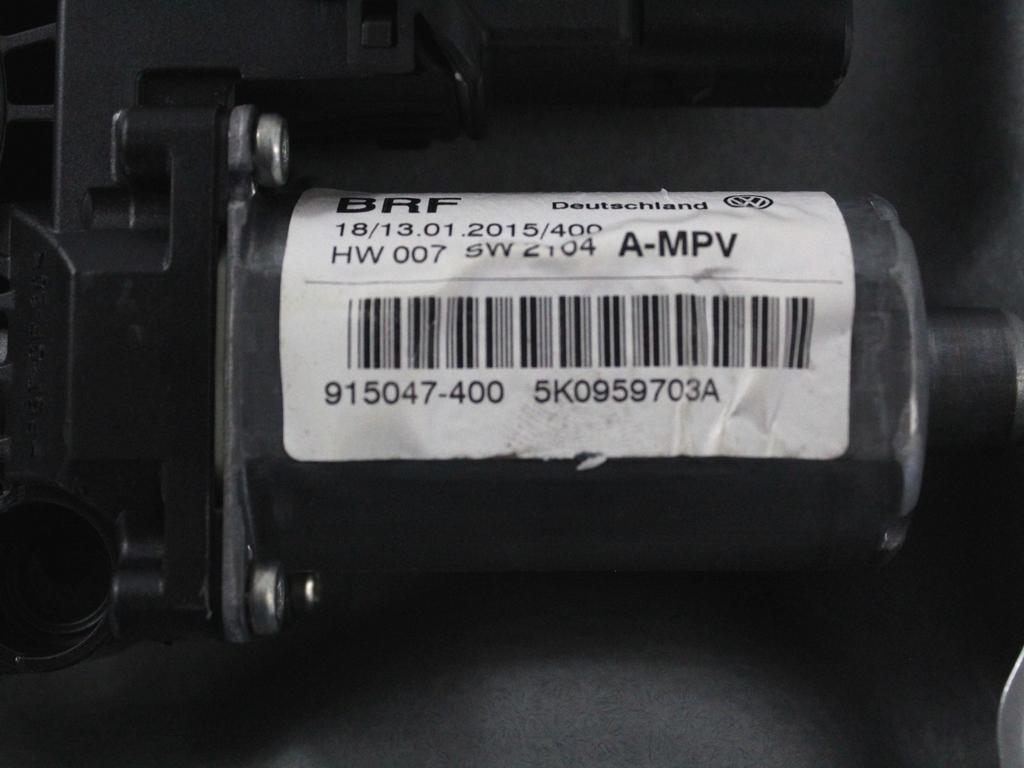 BRF Deutschland
18/13.01.2015/400
HW 007 SW 2104 A-MPV
915047-400 5K0959703A